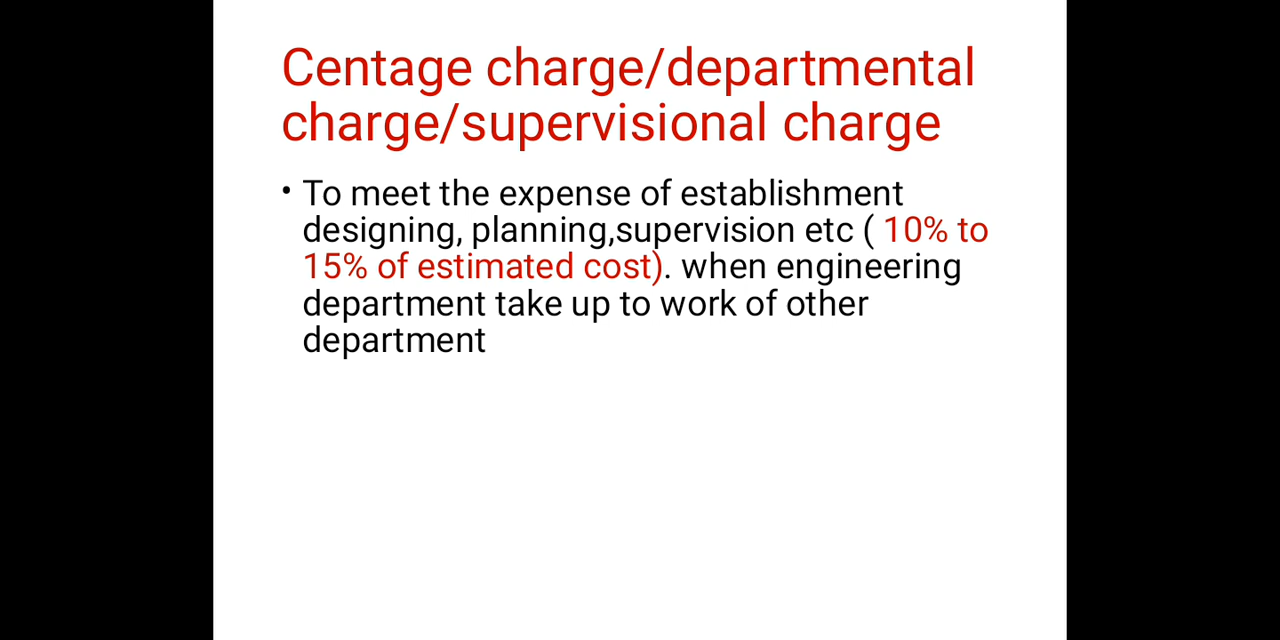 Centage charge/departmental
charge/supervisional charge
• To meet the expense of establishment
designing, planning,supervision etc ( 10% to
15% of estimated cost). when engineering
department take up to work of other
department